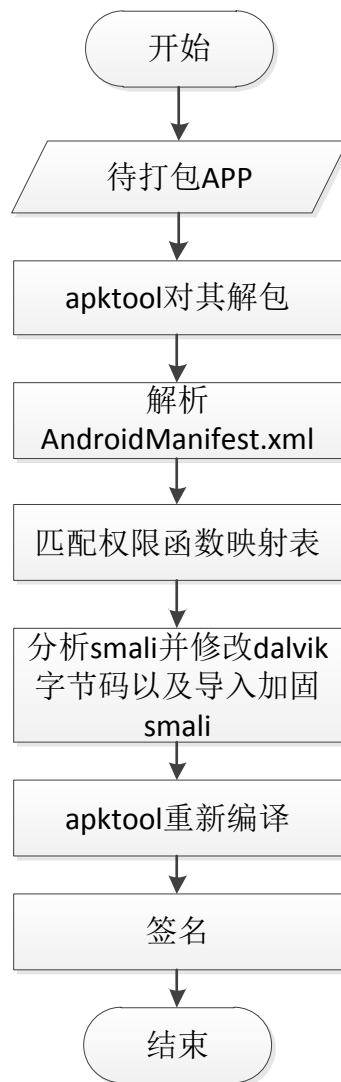 开始
待打包APP
apktool对其解包
解析
AndroidManifest.xml
匹配权限函数映射表
分析smali并修改dalvik
字节码以及导入加固
smali
apktool重新编译
签名
结束